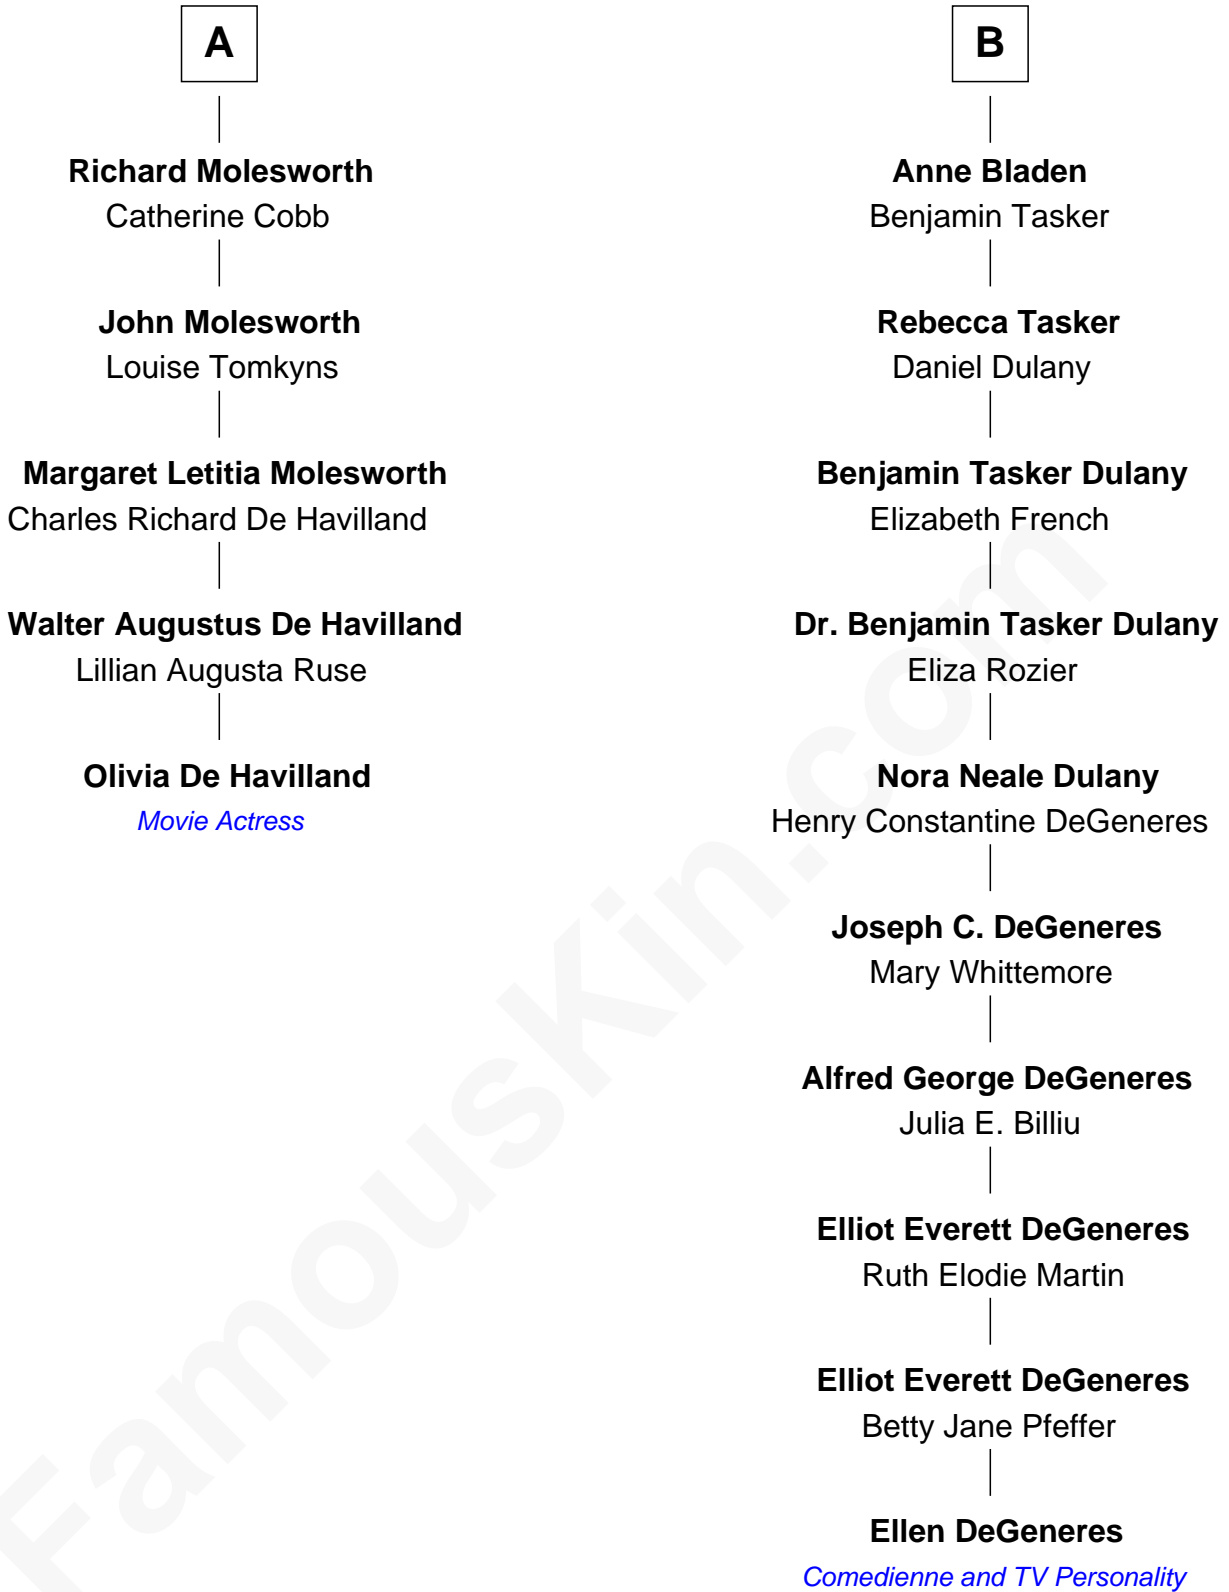 A
Richard Molesworth
Catherine Cobb
John Molesworth
Louise Tomkyns
Margaret Letitia Molesworth
Charles Richard De Havilland
Walter Augustus De Havilland
Lillian Augusta Ruse
Olivia De Havilland
Movie Actress
B
Anne Bladen
Benjamin Tasker
Rebecca Tasker
Daniel Dulany
Benjamin Tasker Dulany
Elizabeth French
Dr. Benjamin Tasker Dulany
Eliza Rozier
Nora Neale Dulany
Henry Constantine DeGeneres
Joseph C. DeGeneres
Mary Whittemore
Alfred George DeGeneres
Julia E. Billiu
Elliot Everett DeGeneres
Ruth Elodie Martin
Elliot Everett DeGeneres
Betty Jane Pfeffer
Ellen DeGeneres
Comedienne and TV Personality
FamousKin.com